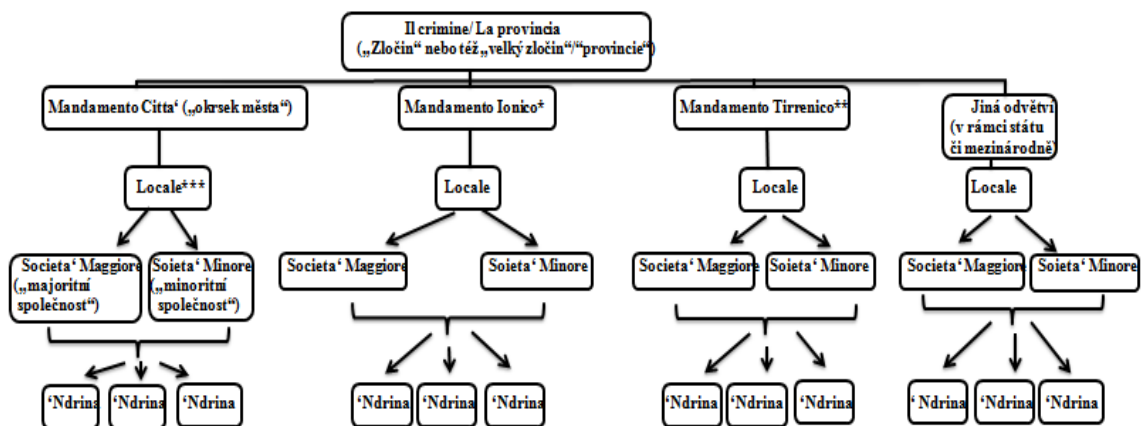 Il crimine/ La provincia
(„Zločin“ nebo též „velký zločin“/“provincie“)
Mandamento Citta‘ („okrsek města“)
Mandamento Ionico*
Mandamento Tirrenico**
Jiná odvětví
(v rámci státu
či mezinárodně)
Locale***
Locale
Locale
Locale
Societa‘ Maggiore
(„majoritní
společnost“)
Soieta‘ Minore
(„minoritní
společnost“)
Societa‘ Maggiore
Soieta‘ Minore
Societa‘ Maggiore
Soieta‘ Minore
Societa‘ Maggiore
Soieta‘ Minore
‘Ndrina
‘Ndrina
‘Ndrina
‘Ndrina
‘Ndrina
‘Ndrina
‘Ndrina
‘Ndrina
‘Ndrina
‘ Ndrina
‘Ndrina
‘Ndrina